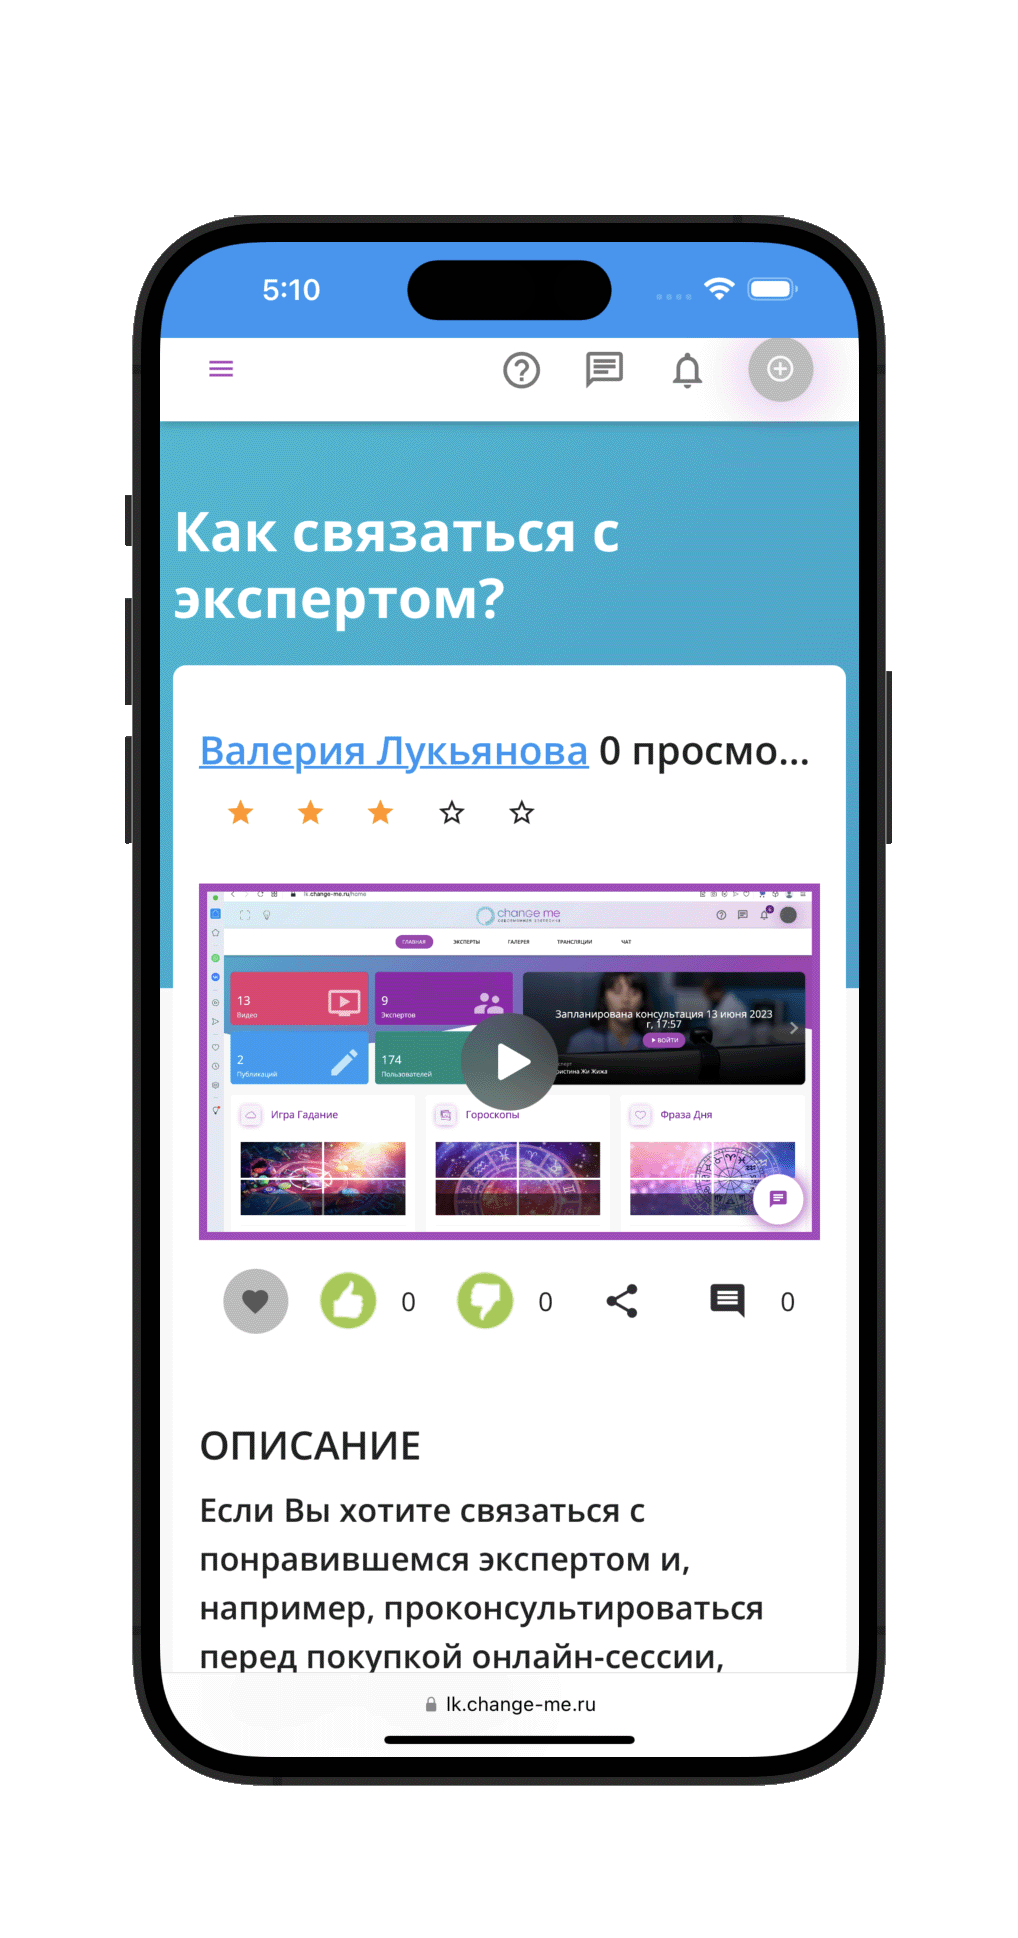 5:10
Как связаться с
экспертом?
Валерия Лукьянова 0 просмо...
lk.change-me.ru/home
change me
ГЛАВНАЯ ЭКСПЕРТЫ ГАЛЕРЕЯ ТРАНСЛЯЦИИ ЧАТ
13
Видео
9
Экспертов
Запланирована консультация 13 июня 2023
г, 17:57
ВОЙТИ
2
Публикаций
174
Пользователей
Игра Гадание
Гороскопы
Фраза Дня
0 0 0
ОПИСАНИЕ
Если Вы хотите связаться с
понравившемся экспертом и,
например, проконсультироваться
перед покупкой онлайн-сессии,
lk.change-me.ru